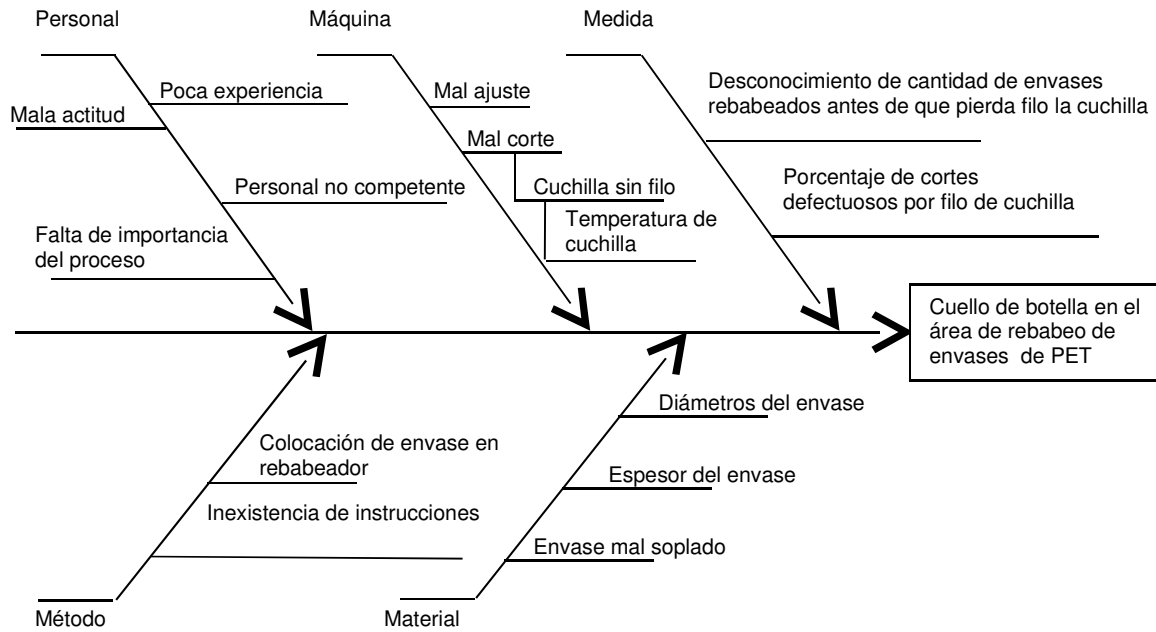 Personal
Máquina
Medida
Poca experiencia
Mala actitud
Personal no competente
Falta de importancia
del proceso
Mal ajuste
Mal corte
Cuchilla sin filo
Temperatura de
cuchilla
Desconocimiento de cantidad de envases
rebabeados antes de que pierda filo la cuchilla
Porcentaje de cortes
defectuosos por filo de cuchilla
Cuello de botella en el
área de rebabeo de
envases de PET
Colocación de envase en
rebabeador
Inexistencia de instrucciones
Diámetros del envase
Espesor del envase
Envase mal soplado
Método
Material